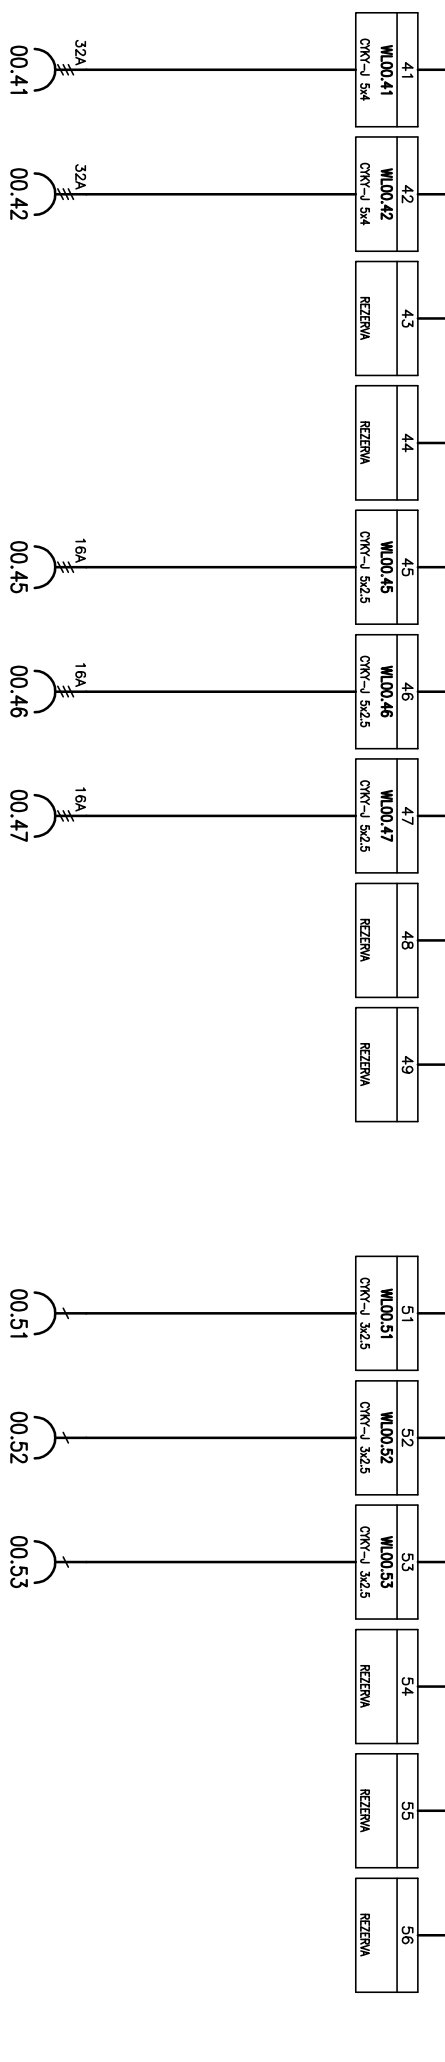 41
WL00.41
CYKY-J 5x4
32A
00.41
42
WL00.42
CYKY-J 5x4
32A
00.42
43
REZERVA
44
REZERVA
45
WL00.45
CYKY-J 5x2.5
16A
00.45
46
WL00.46
CYKY-J 5x2.5
16A
00.46
47
WL00.47
CYKY-J 5x2.5
16A
00.47
48
REZERVA
49
REZERVA
51
WL00.51
CYKY-J 3x2.5
00.51
52
WL00.52
CYKY-J 3x2.5
00.52
53
WL00.53
CYKY-J 3x2.5
00.53
54
REZERVA
55
REZERVA
56
REZERVA